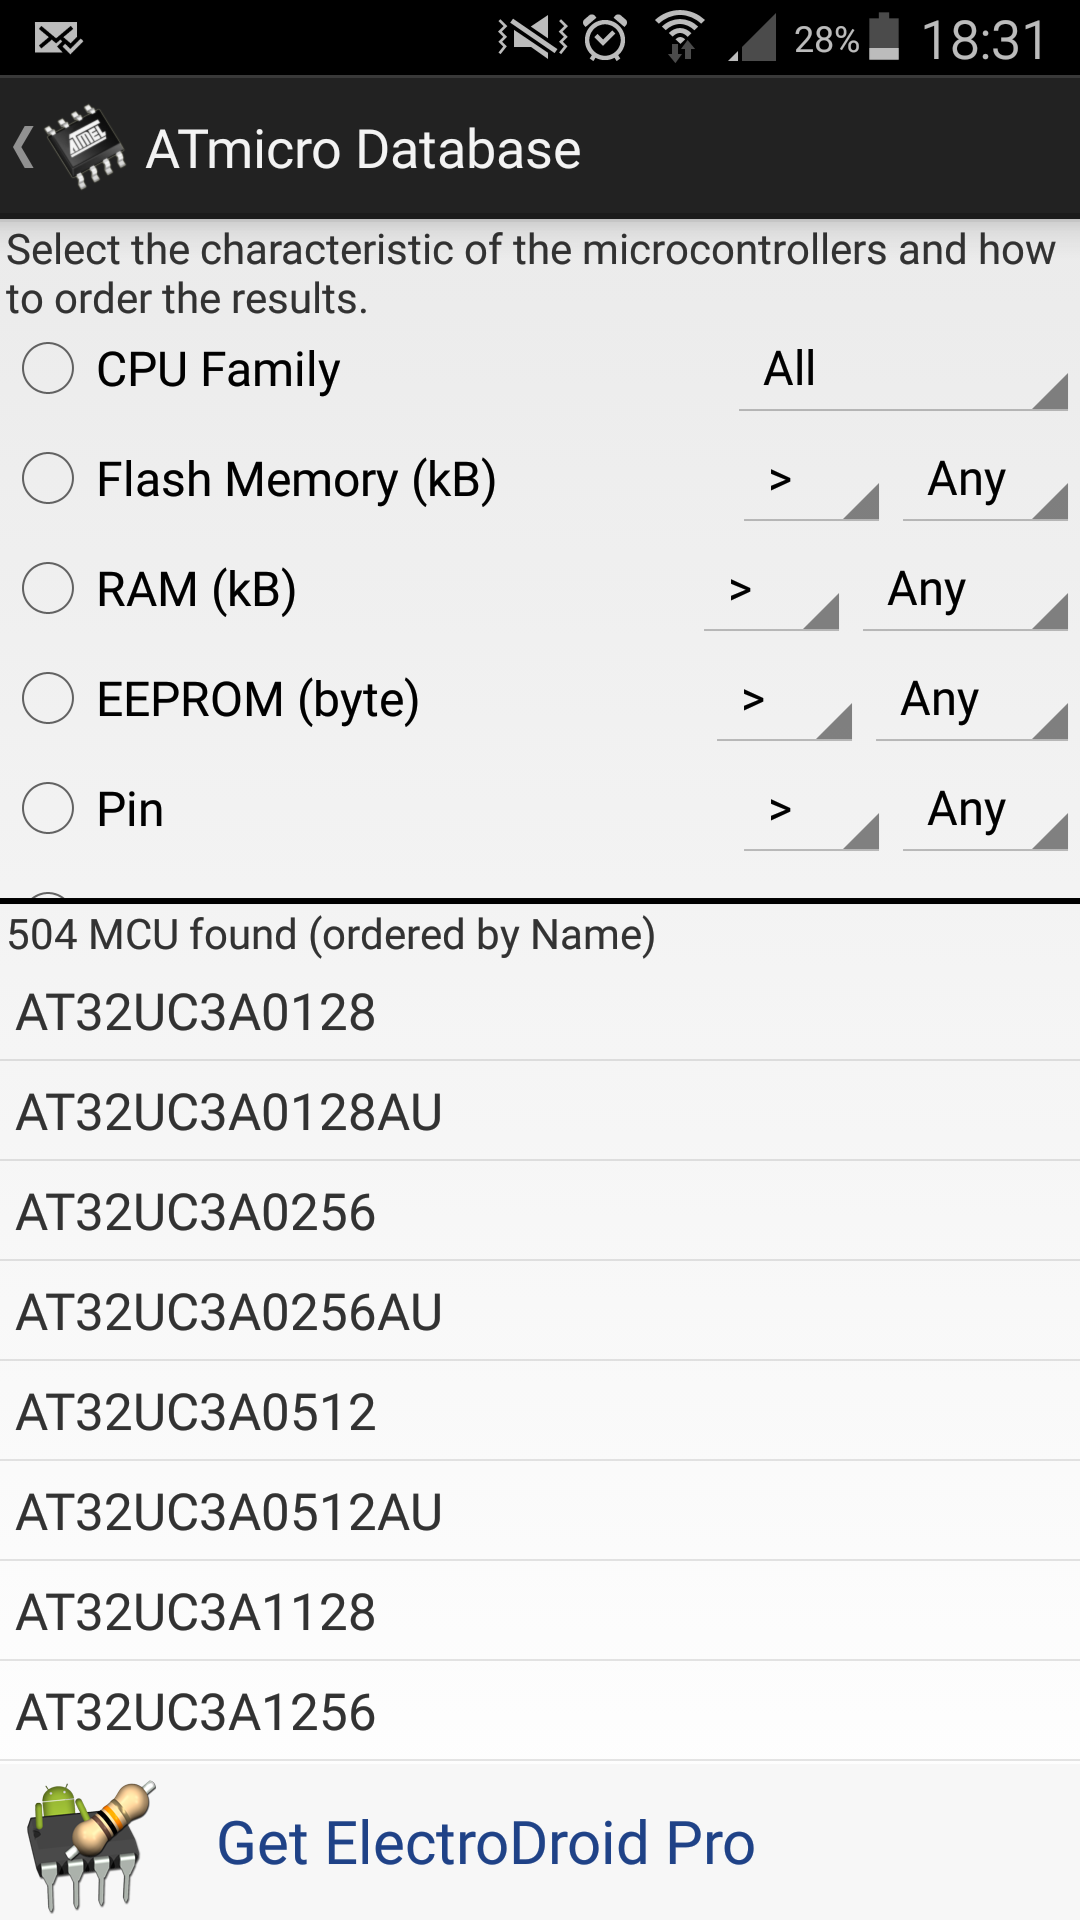 28% 18:31
ATMEL
ATmicro Database
Select the characteristic of the microcontrollers and how
to order the results.
CPU Family All
Flash Memory (kB) > Any
RAM (kB) > Any
EEPROM (byte) > Any
Pin > Any
504 MCU found (ordered by Name)
AT32UC3A0128
AT32UC3A0128AU
AT32UC3A0256
AT32UC3A0256AU
AT32UC3A0512
AT32UC3A0512AU
AT32UC3A1128
AT32UC3A1256
Get ElectroDroid Pro